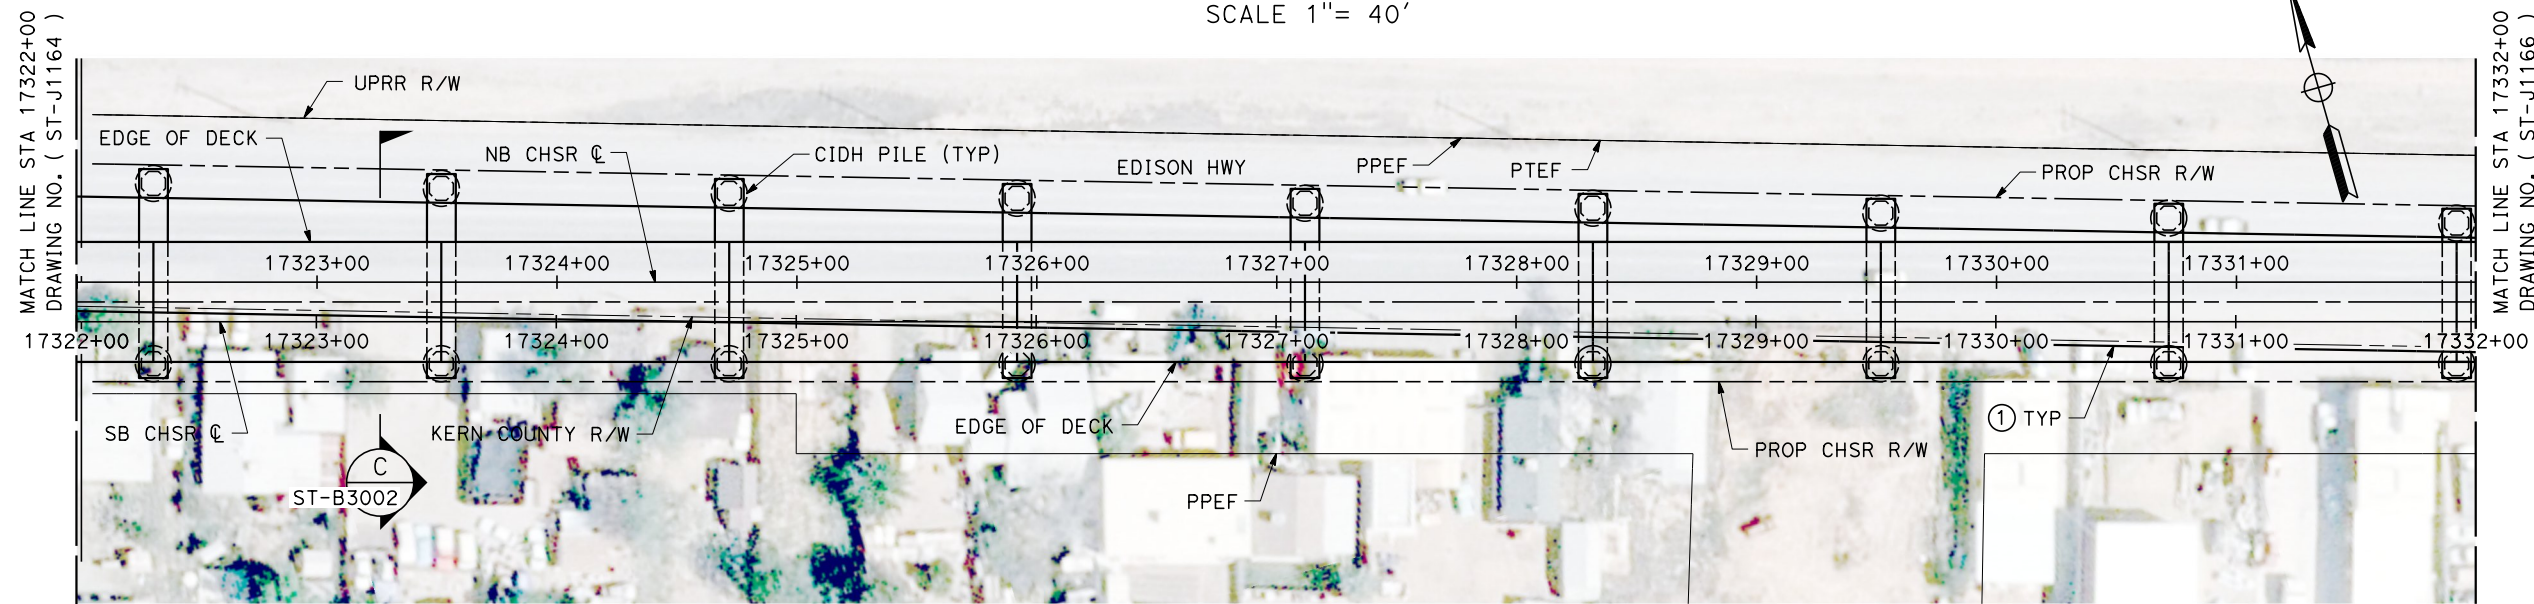 SCALE 1"= 40'
MATCH LINE STA 17322+00
DRAWING NO. ( ST-J1164 )
UPRR R/W
EDGE OF DECK
NB CHSR ℄
CIDH PILE (TYP)
EDISON HWY
PPEF
PTEF
PROP CHSR R/W
MATCH LINE STA 17332+00
DRAWING NO. ( ST-J1166 )
17323+00 17324+00 17325+00 17326+00 17327+00 17328+00 17329+00 17330+00 17331+00
17322+00 17323+00 17324+00 17325+00 17326+00 17327+00 17328+00 17329+00 17330+00 17331+00 17332+00
SB CHSR ℄
KERN COUNTY R/W
EDGE OF DECK
1 TYP
PROP CHSR R/W
C
ST-B3002
PPEF